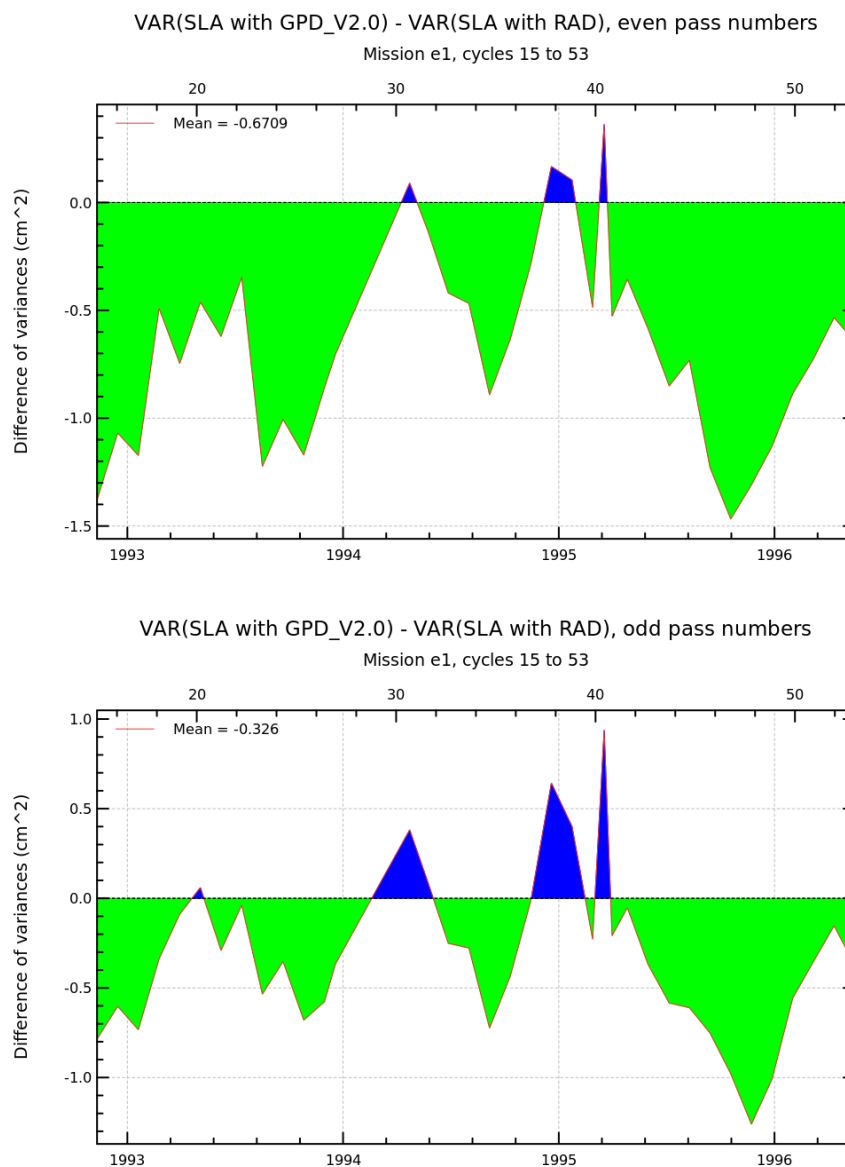 VAR(SLA with GPD_V2.0) - VAR(SLA with RAD), even pass numbers
Mission e1, cycles 15 to 53
20 30 40 50
Mean = -0.6709
0.0
-0.5
-1.0
-1.5
Difference of variances (cm^2)
1993 1994 1995 1996
VAR(SLA with GPD_V2.0) - VAR(SLA with RAD), odd pass numbers
Mission e1, cycles 15 to 53
20 30 40 50
1.0
Mean = -0.326
0.5
0.0
-0.5
-1.0
Difference of variances (cm^2)
1993 1994 1995 1996